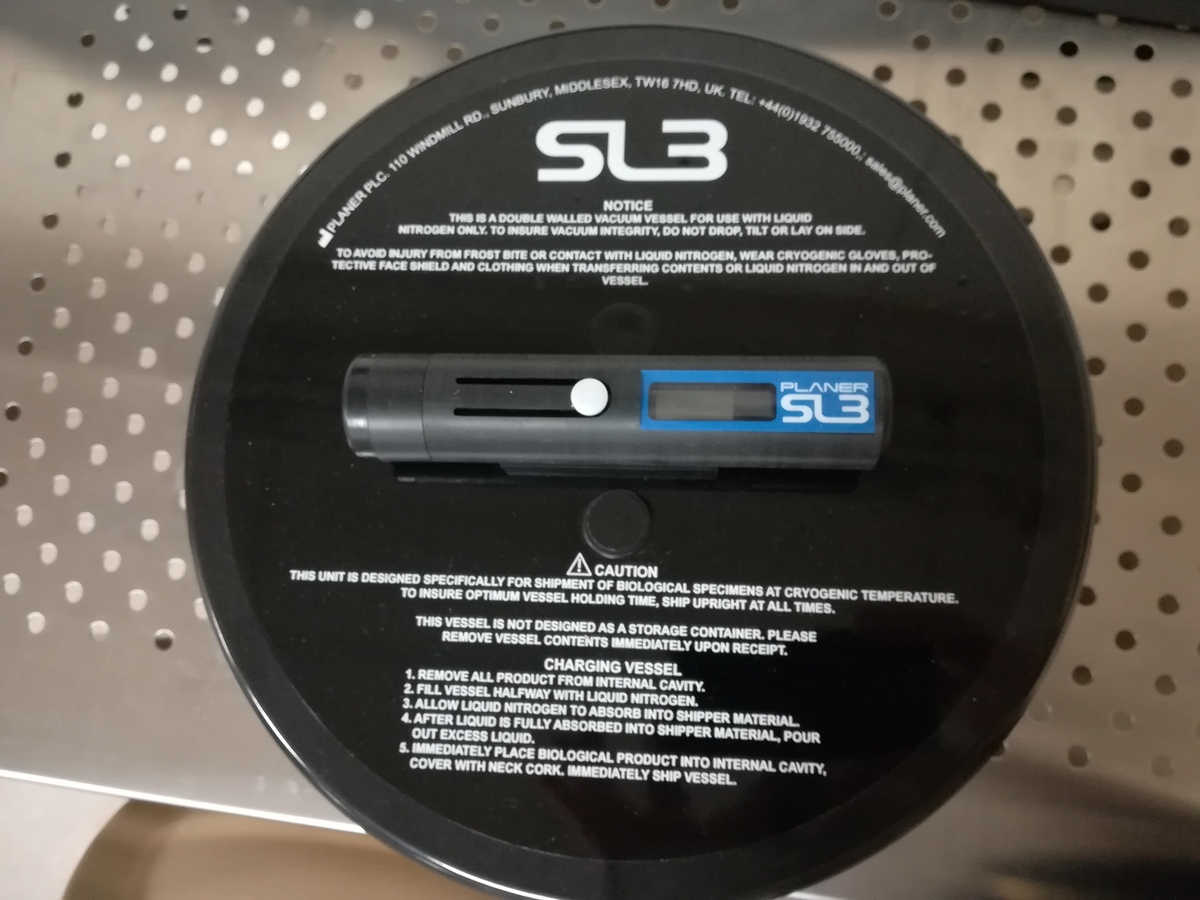 PLANER PLC. 110 WINDMILL RD., SUNBURY, MIDDLESEX, TW16 7HD, UK. TEL: +44(0)1932 755000,: sales@planer.com
SL3
NOTICE
THIS IS A DOUBLE WALLED VACUUM VESSEL FOR USE WITH LIQUID
NITROGEN ONLY. TO INSURE VACUUM INTEGRITY, DO NOT DROP, TILT OR LAY ON SIDE.
TO AVOID INJURY FROM FROST BITE OR CONTACT WITH LIQUID NITROGEN, WEAR CRYOGENIC GLOVES, PRO-
TECTIVE FACE SHIELD AND CLOTHING WHEN TRANSFERRING CONTENTS OR LIQUID NITROGEN IN AND OUT OF
VESSEL.
PLANER
SL3
CAUTION
THIS UNIT IS DESIGNED SPECIFICALLY FOR SHIPMENT OF BIOLOGICAL SPECIMENS AT CRYOGENIC TEMPERATURE.
TO INSURE OPTIMUM VESSEL HOLDING TIME, SHIP UPRIGHT AT ALL TIMES.
THIS VESSEL IS NOT DESIGNED AS A STORAGE CONTAINER. PLEASE
REMOVE VESSEL CONTENTS IMMEDIATELY UPON RECEIPT.
CHARGING VESSEL
1. REMOVE ALL PRODUCT FROM INTERNAL CAVITY.
2. FILL VESSEL HALFWAY WITH LIQUID NITROGEN.
3. ALLOW LIQUID NITROGEN TO ABSORB INTO SHIPPER MATERIAL.
4. AFTER LIQUID IS FULLY ABSORBED INTO SHIPPER MATERIAL, POUR
OUT EXCESS LIQUID.
5. IMMEDIATELY PLACE BIOLOGICAL PRODUCT INTO INTERNAL CAVITY,
COVER WITH NECK CORK. IMMEDIATELY SHIP VESSEL.